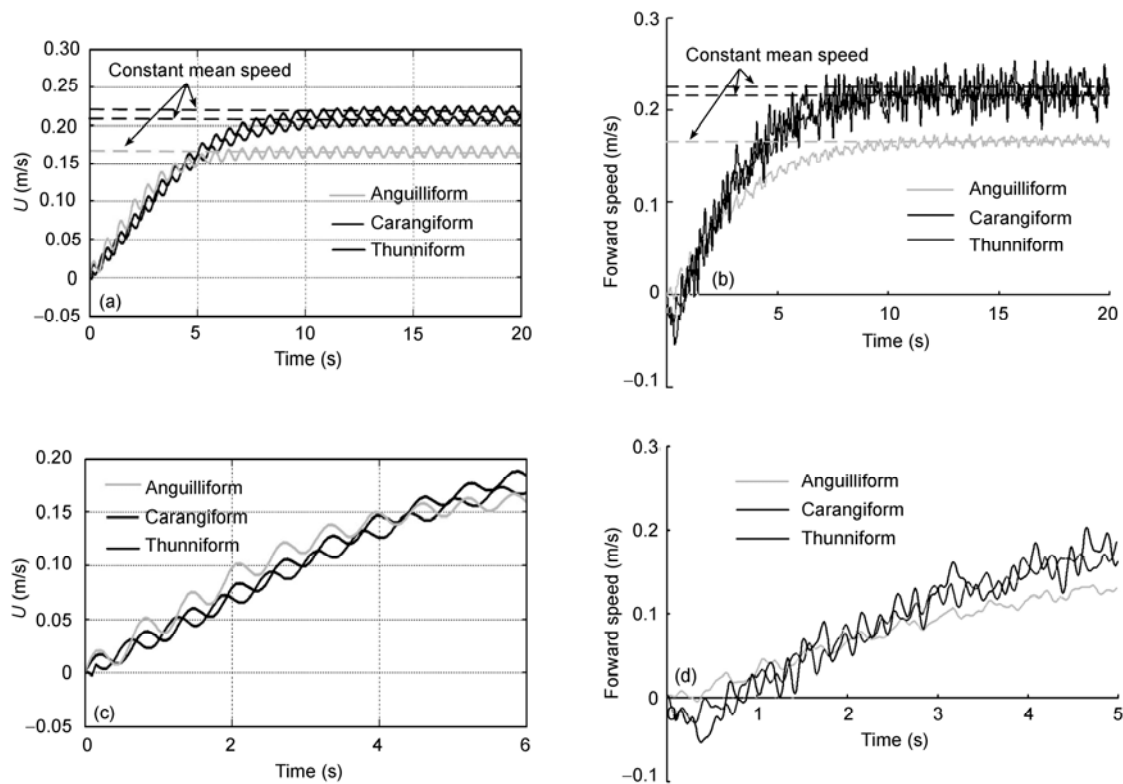 0.30
0.25
0.20
0.15
0.10
0.05
0
−0.05
U (m/s)
Constant mean speed
Anguilliform
Carangiform
Thunniform
(a)
0 5 10 15 20
Time (s)
0.3
0.2
0.1
0
−0.1
Forward speed (m/s)
Constant mean speed
Anguilliform
Carangiform
Thunniform
(b)
5 10 15 20
Time (s)
0.20
0.15
0.10
0.05
0
−0.05
U (m/s)
Anguilliform
Carangiform
Thunniform
(c)
0 2 4 6
Time (s)
0.3
0.2
0.1
0
−0.1
Forward speed (m/s)
Anguilliform
Carangiform
Thunniform
(d)
0 1 2 3 4 5
Time (s)